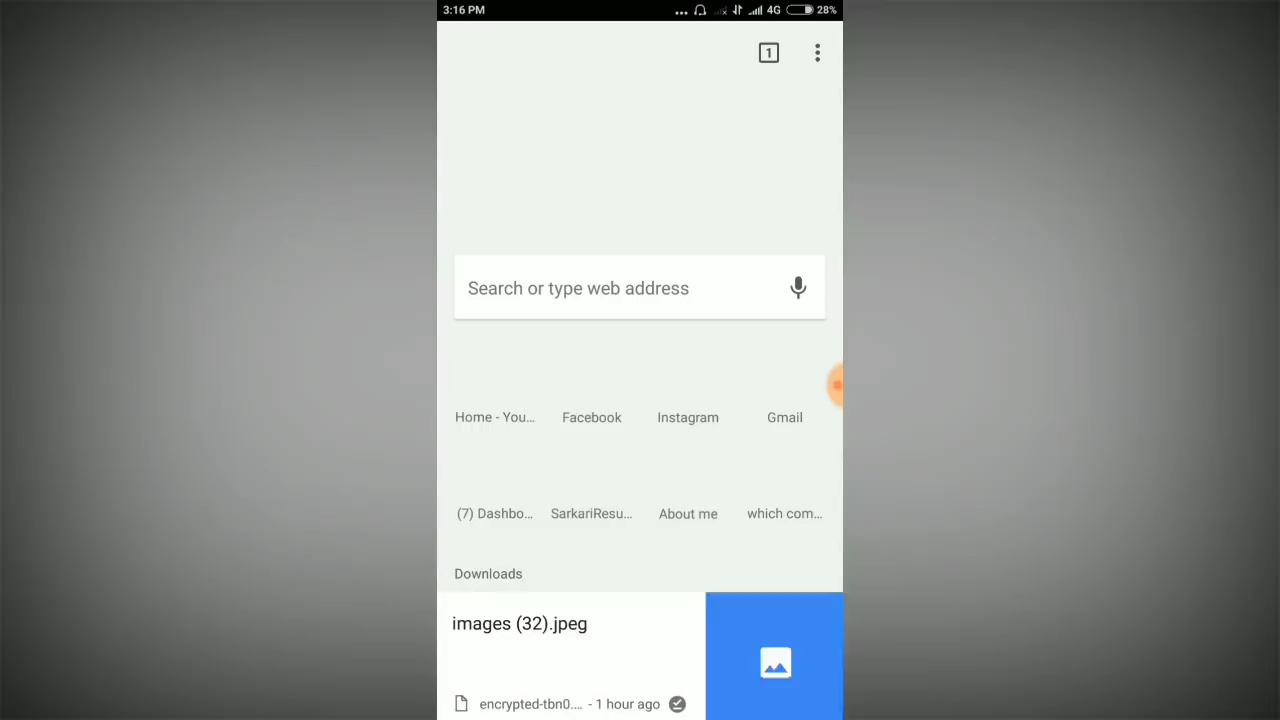 3:16 PM ... 4G 28%
1
Search or type web address
Home - You... Facebook Instagram Gmail
(7) Dashbo... SarkariResu... About me which com...
Downloads
images (32).jpeg
encrypted-tbn0.... - 1 hour ago